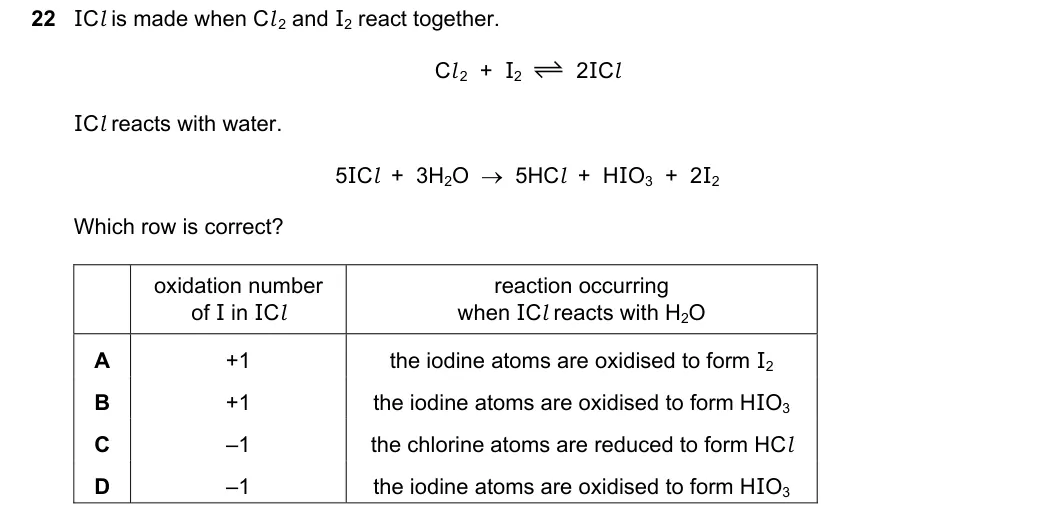 22 ICl is made when Cl₂ and I₂ react together.
Cl₂ + I₂ ⇌ 2ICl
ICl reacts with water.
5ICl + 3H₂O → 5HCl + HIO₃ + 2I₂
Which row is correct?
oxidation number of I in ICl | reaction occurring when ICl reacts with H₂O
A +1 the iodine atoms are oxidised to form I₂
B +1 the iodine atoms are oxidised to form HIO₃
C –1 the chlorine atoms are reduced to form HCl
D –1 the iodine atoms are oxidised to form HIO₃